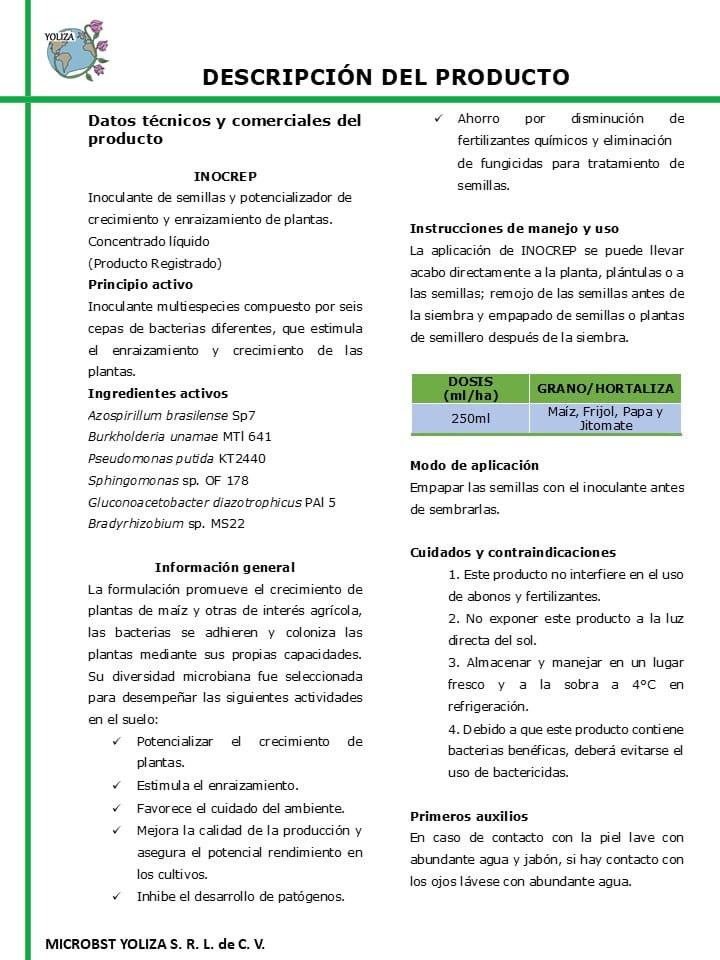 YOLIZA
DESCRIPCIÓN DEL PRODUCTO
Datos técnicos y comerciales del
producto
INOCREP
Inoculante de semillas y potencializador de
crecimiento y enraizamiento de plantas.
Concentrado líquido
(Producto Registrado)
Principio activo
Inoculante multiespecies compuesto por seis
cepas de bacterias diferentes, que estimula
el enraizamiento y crecimiento de las
plantas.
Ingredientes activos
Azospirillum brasilense Sp7
Burkholderia unamae MTl 641
Pseudomonas putida KT2440
Sphingomonas sp. OF 178
Gluconoacetobacter diazotrophicus PAl 5
Bradyrhizobium sp. MS22
Información general
La formulación promueve el crecimiento de
plantas de maíz y otras de interés agrícola,
las bacterias se adhieren y coloniza las
plantas mediante sus propias capacidades.
Su diversidad microbiana fue seleccionada
para desempeñar las siguientes actividades
en el suelo:
✓ Potencializar el crecimiento de
plantas.
✓ Estimula el enraizamiento.
✓ Favorece el cuidado del ambiente.
✓ Mejora la calidad de la producción y
asegura el potencial rendimiento en
los cultivos.
✓ Inhibe el desarrollo de patógenos.
✓ Ahorro por disminución de
fertilizantes químicos y eliminación
de fungicidas para tratamiento de
semillas.
Instrucciones de manejo y uso
La aplicación de INOCREP se puede llevar
acabo directamente a la planta, plántulas o a
las semillas; remojo de las semillas antes de
la siembra y empapado de semillas o plantas
de semillero después de la siembra.
DOSIS
(ml/ha)
GRANO/HORTALIZA
250ml
Maíz, Frijol, Papa y
Jitomate
Modo de aplicación
Empapar las semillas con el inoculante antes
de sembrarlas.
Cuidados y contraindicaciones
1. Este producto no interfiere en el uso
de abonos y fertilizantes.
2. No exponer este producto a la luz
directa del sol.
3. Almacenar y manejar en un lugar
fresco y a la sobra a 4°C en
refrigeración.
4. Debido a que este producto contiene
bacterias benéficas, deberá evitarse el
uso de bactericidas.
Primeros auxilios
En caso de contacto con la piel lave con
abundante agua y jabón, si hay contacto con
los ojos lávese con abundante agua.
MICROBST YOLIZA S. R. L. de C. V.